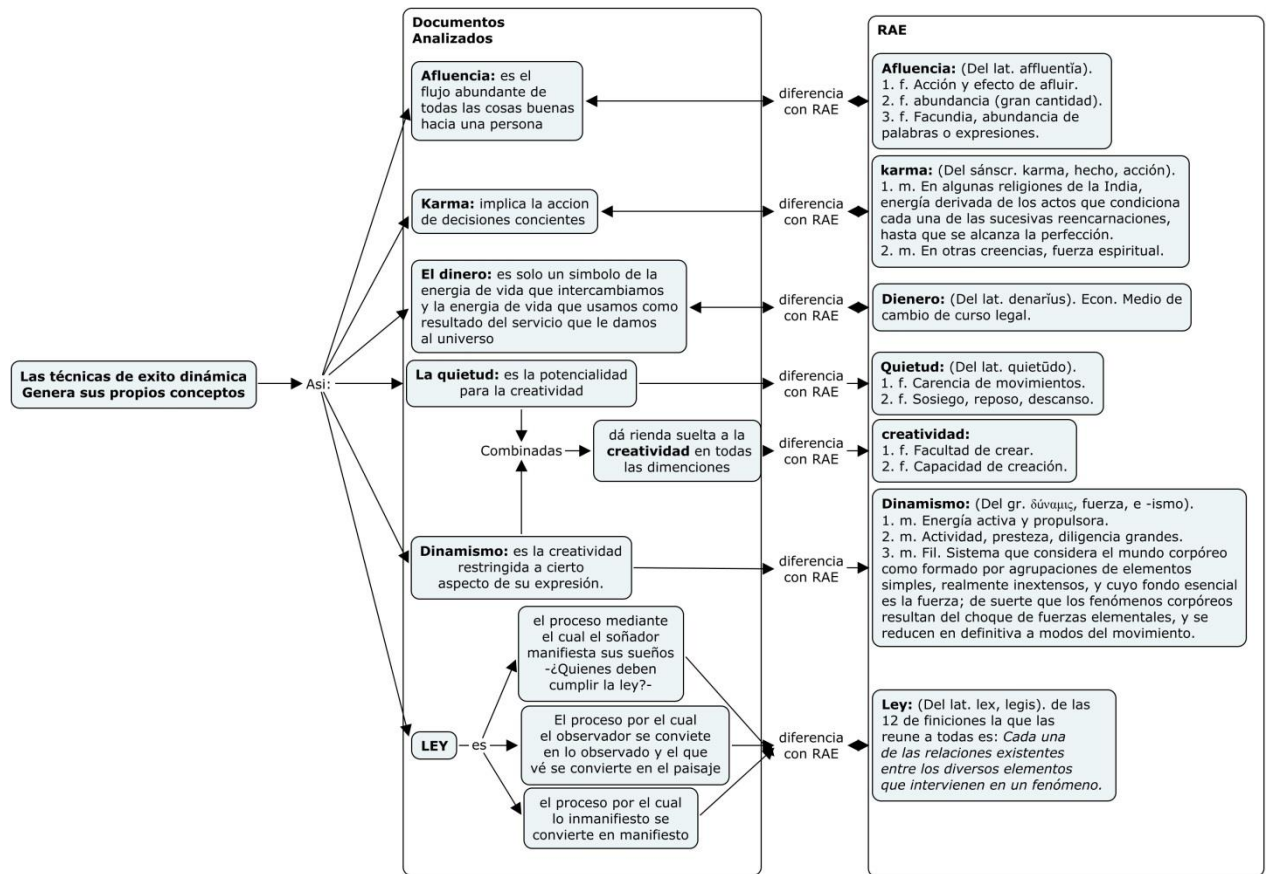 Documentos
Analizados
RAE
Las técnicas de exito dinámica
Genera sus propios conceptos
Asi:
Afluencia: es el
flujo abundante de
todas las cosas buenas
hacia una persona
diferencia
con RAE
Afluencia: (Del lat. affluentĭa).
1. f. Acción y efecto de afluir.
2. f. abundancia (gran cantidad).
3. f. Facundia, abundancia de
palabras o expresiones.
Karma: implica la accion
de decisiones concientes
diferencia
con RAE
karma: (Del sánscr. karma, hecho, acción).
1. m. En algunas religiones de la India,
energía derivada de los actos que condiciona
cada una de las sucesivas reencarnaciones,
hasta que se alcanza la perfección.
2. m. En otras creencias, fuerza espiritual.
El dinero: es solo un simbolo de la
energia de vida que intercambiamos
y la energia de vida que usamos como
resultado del servicio que le damos
al universo
diferencia
con RAE
Dienero: (Del lat. denarĭus). Econ. Medio de
cambio de curso legal.
La quietud: es la potencialidad
para la creatividad
diferencia
con RAE
Quietud: (Del lat. quietūdo).
1. f. Carencia de movimientos.
2. f. Sosiego, reposo, descanso.
Combinadas
dá rienda suelta a la
creatividad en todas
las dimenciones
diferencia
con RAE
creatividad:
1. f. Facultad de crear.
2. f. Capacidad de creación.
Dinamismo: es la creatividad
restringida a cierto
aspecto de su expresión.
diferencia
con RAE
Dinamismo: (Del gr. δύναμις, fuerza, e -ismo).
1. m. Energía activa y propulsora.
2. m. Actividad, presteza, diligencia grandes.
3. m. Fil. Sistema que considera el mundo corpóreo
como formado por agrupaciones de elementos
simples, realmente inextensos, y cuyo fondo esencial
es la fuerza; de suerte que los fenómenos corpóreos
resultan del choque de fuerzas elementales, y se
reducen en definitiva a modos del movimiento.
LEY
es
el proceso mediante
el cual el soñador
manifiesta sus sueños
-¿Quienes deben
cumplir la ley?-
El proceso por el cual
el observador se conviete
en lo observado y el que
vé se convierte en el paisaje
el proceso por el cual
lo inmanifiesto se
convierte en manifiesto
diferencia
con RAE
Ley: (Del lat. lex, legis). de las
12 de finiciones la que las
reune a todas es: Cada una
de las relaciones existentes
entre los diversos elementos
que intervienen en un fenómeno.